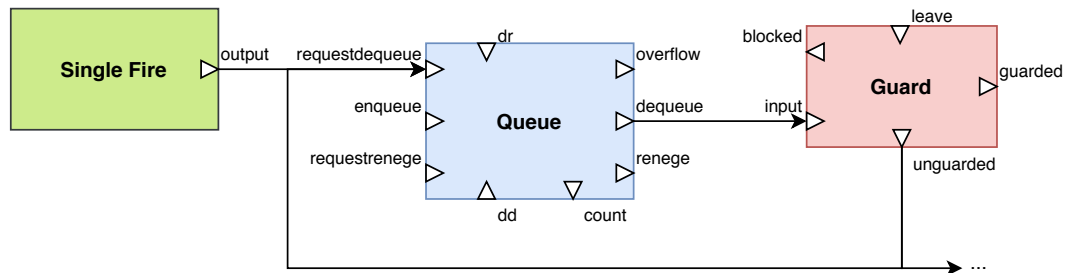 Single Fire
output
requestdequeue
enqueue
requestrenege
dr
Queue
dd
count
overflow
dequeue
renege
blocked
leave
input
Guard
guarded
unguarded
...